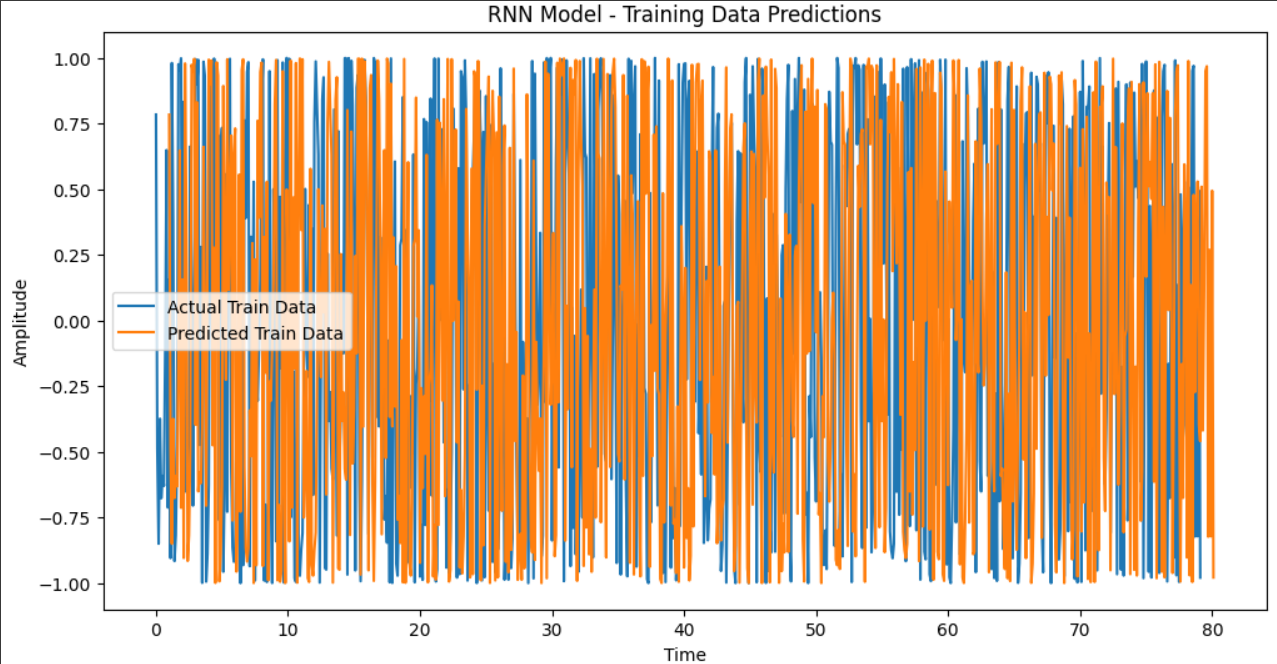 RNN Model - Training Data Predictions
1.00
0.75
0.50
0.25
0.00
−0.25
−0.50
−0.75
−1.00
Amplitude
Actual Train Data
Predicted Train Data
0 10 20 30 40 50 60 70 80
Time